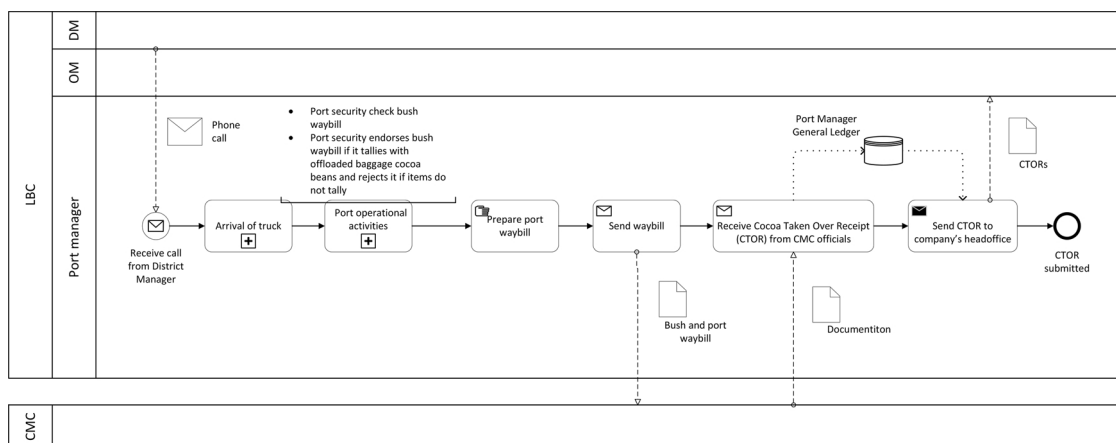 LBC
DM
OM
Port manager
Phone
call
• Port security check bush
waybill
• Port security endorses bush
waybill if it tallies with
offloaded baggage cocoa
beans and rejects it if items do
not tally
Port Manager
General Ledger
CTORs
Receive call
from District
Manager
Arrival of truck
Port operational
activities
Prepare port
waybill
Send waybill
Receive Cocoa Taken Over Receipt
(CTOR) from CMC officials
Send CTOR to
company's headoffice
CTOR
submitted
Bush and port
waybill
Documentiton
CMC